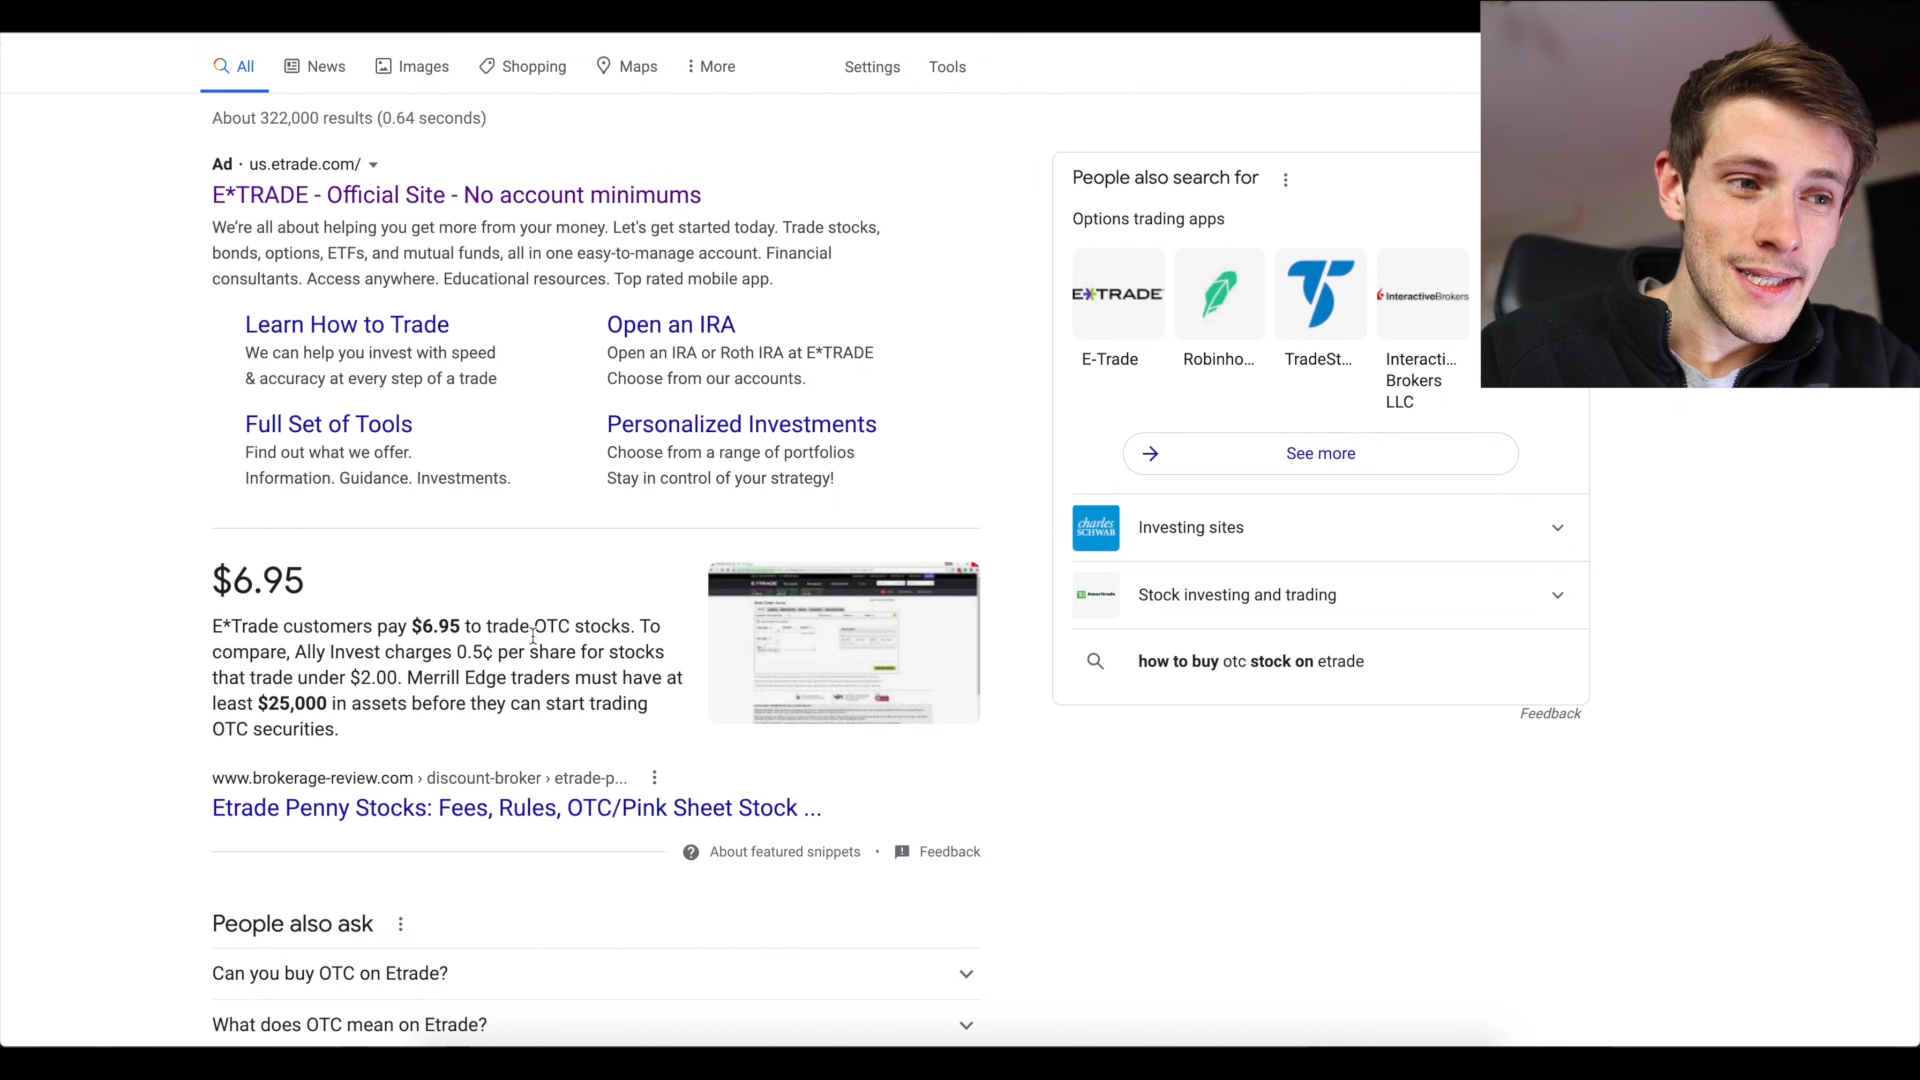 All
News
Images
Shopping
Maps
More
Settings
Tools
About 322,000 results (0.64 seconds)
Ad · us.etrade.com/
E*TRADE - Official Site - No account minimums
We’re all about helping you get more from your money. Let's get started today. Trade stocks,
bonds, options, ETFs, and mutual funds, all in one easy-to-manage account. Financial
consultants. Access anywhere. Educational resources. Top rated mobile app.
Learn How to Trade
We can help you invest with speed
& accuracy at every step of a trade
Open an IRA
Open an IRA or Roth IRA at E*TRADE
Choose from our accounts.
Full Set of Tools
Find out what we offer.
Information. Guidance. Investments.
Personalized Investments
Choose from a range of portfolios
Stay in control of your strategy!
$6.95
E*Trade customers pay $6.95 to trade OTC stocks. To
compare, Ally Invest charges 0.5¢ per share for stocks
that trade under $2.00. Merrill Edge traders must have at
least $25,000 in assets before they can start trading
OTC securities.
www.brokerage-review.com › discount-broker › etrade-p...
Etrade Penny Stocks: Fees, Rules, OTC/Pink Sheet Stock ...
About featured snippets
·
Feedback
People also ask
Can you buy OTC on Etrade?
What does OTC mean on Etrade?
People also search for
Options trading apps
E*TRADE
InteractiveBrokers
E-Trade
Robinho...
TradeSt...
Interacti...
Brokers
LLC
See more
charles
SCHWAB
Investing sites
Ameritrade
Stock investing and trading
how to buy otc stock on etrade
Feedback